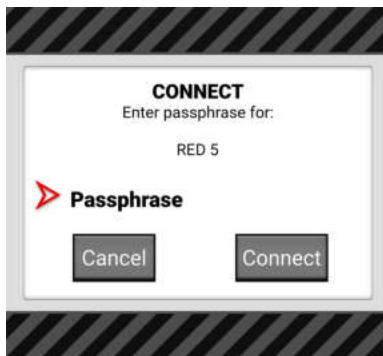 CONNECT
Enter passphrase for:
RED 5
Passphrase
Cancel Connect